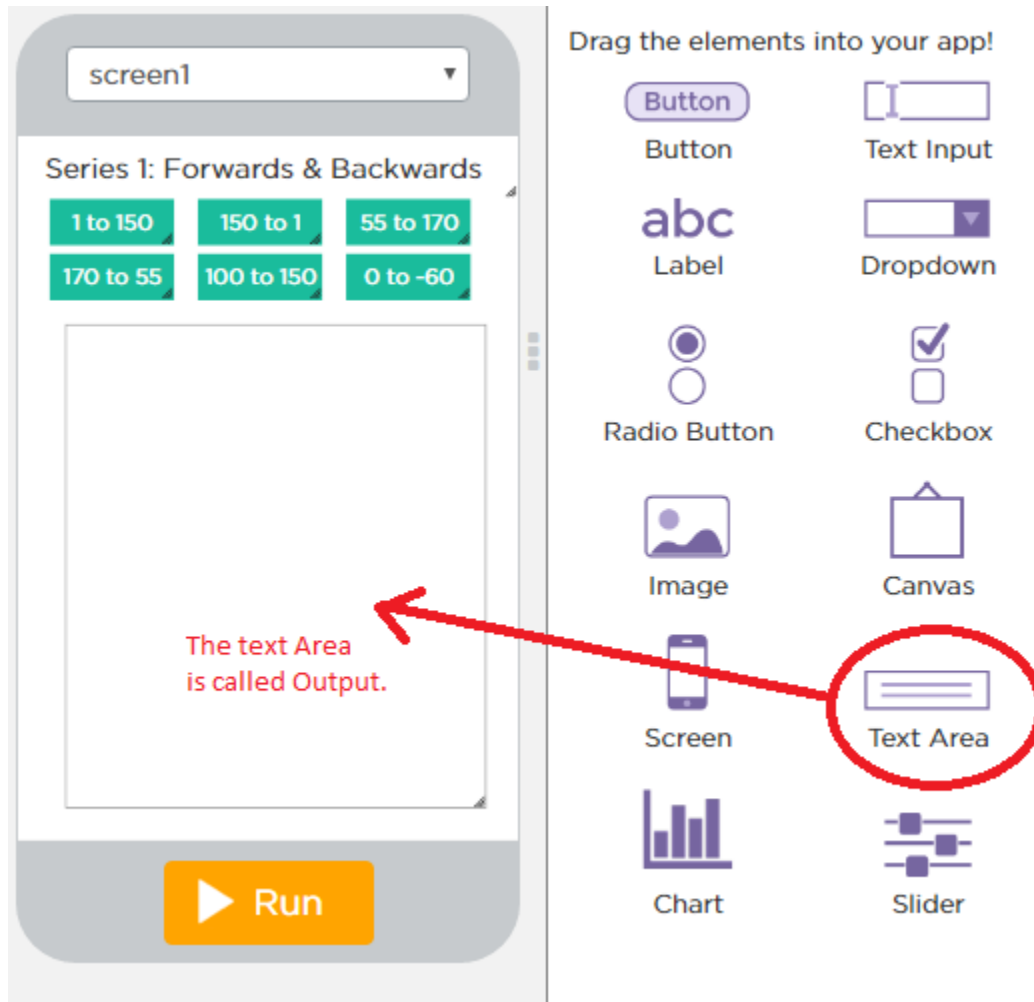 screen1
Series 1: Forwards & Backwards
1 to 150
150 to 1
55 to 170
170 to 55
100 to 150
0 to -60
The text Area
is called Output.
Run
Drag the elements into your app!
Button
Button
Text Input
abc
Label
Dropdown
Radio Button
Checkbox
Image
Canvas
Screen
Text Area
Chart
Slider